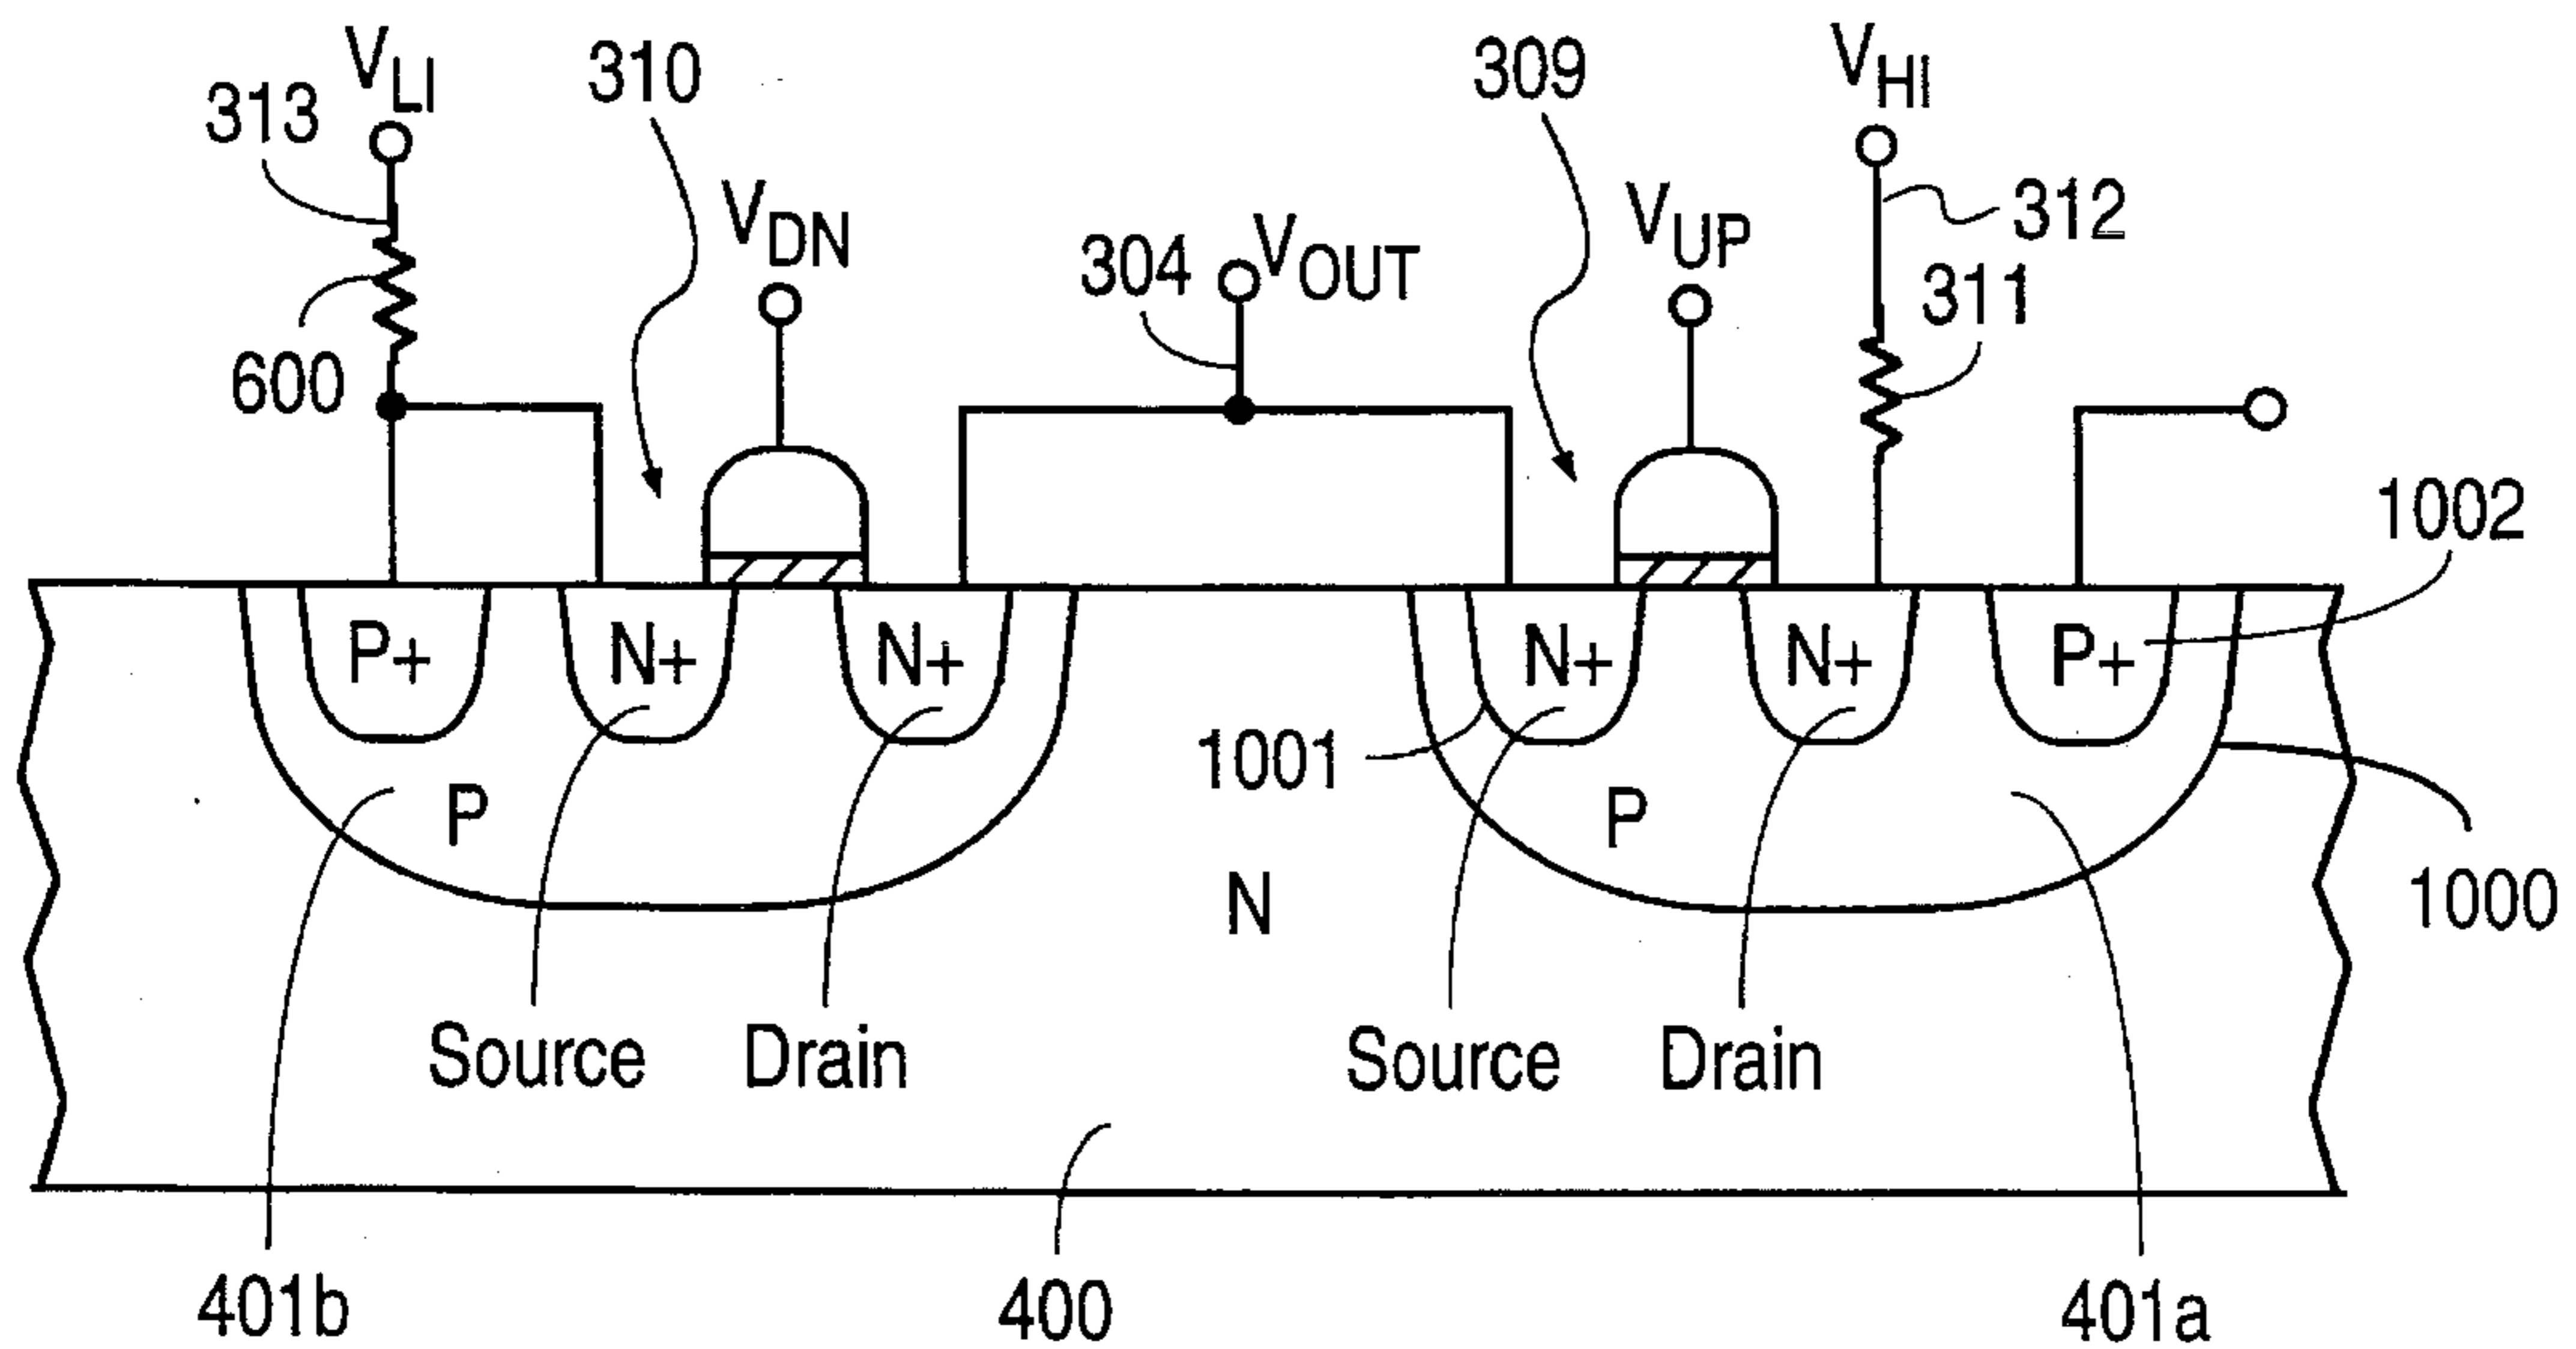 V_LI
310
309
V_HI
313
V_DN
304
V_OUT
V_UP
312
311
600
1002
P+
N+
N+
N+
N+
P+
1001
P
P
N
1000
Source
Drain
Source
Drain
401b
400
401a